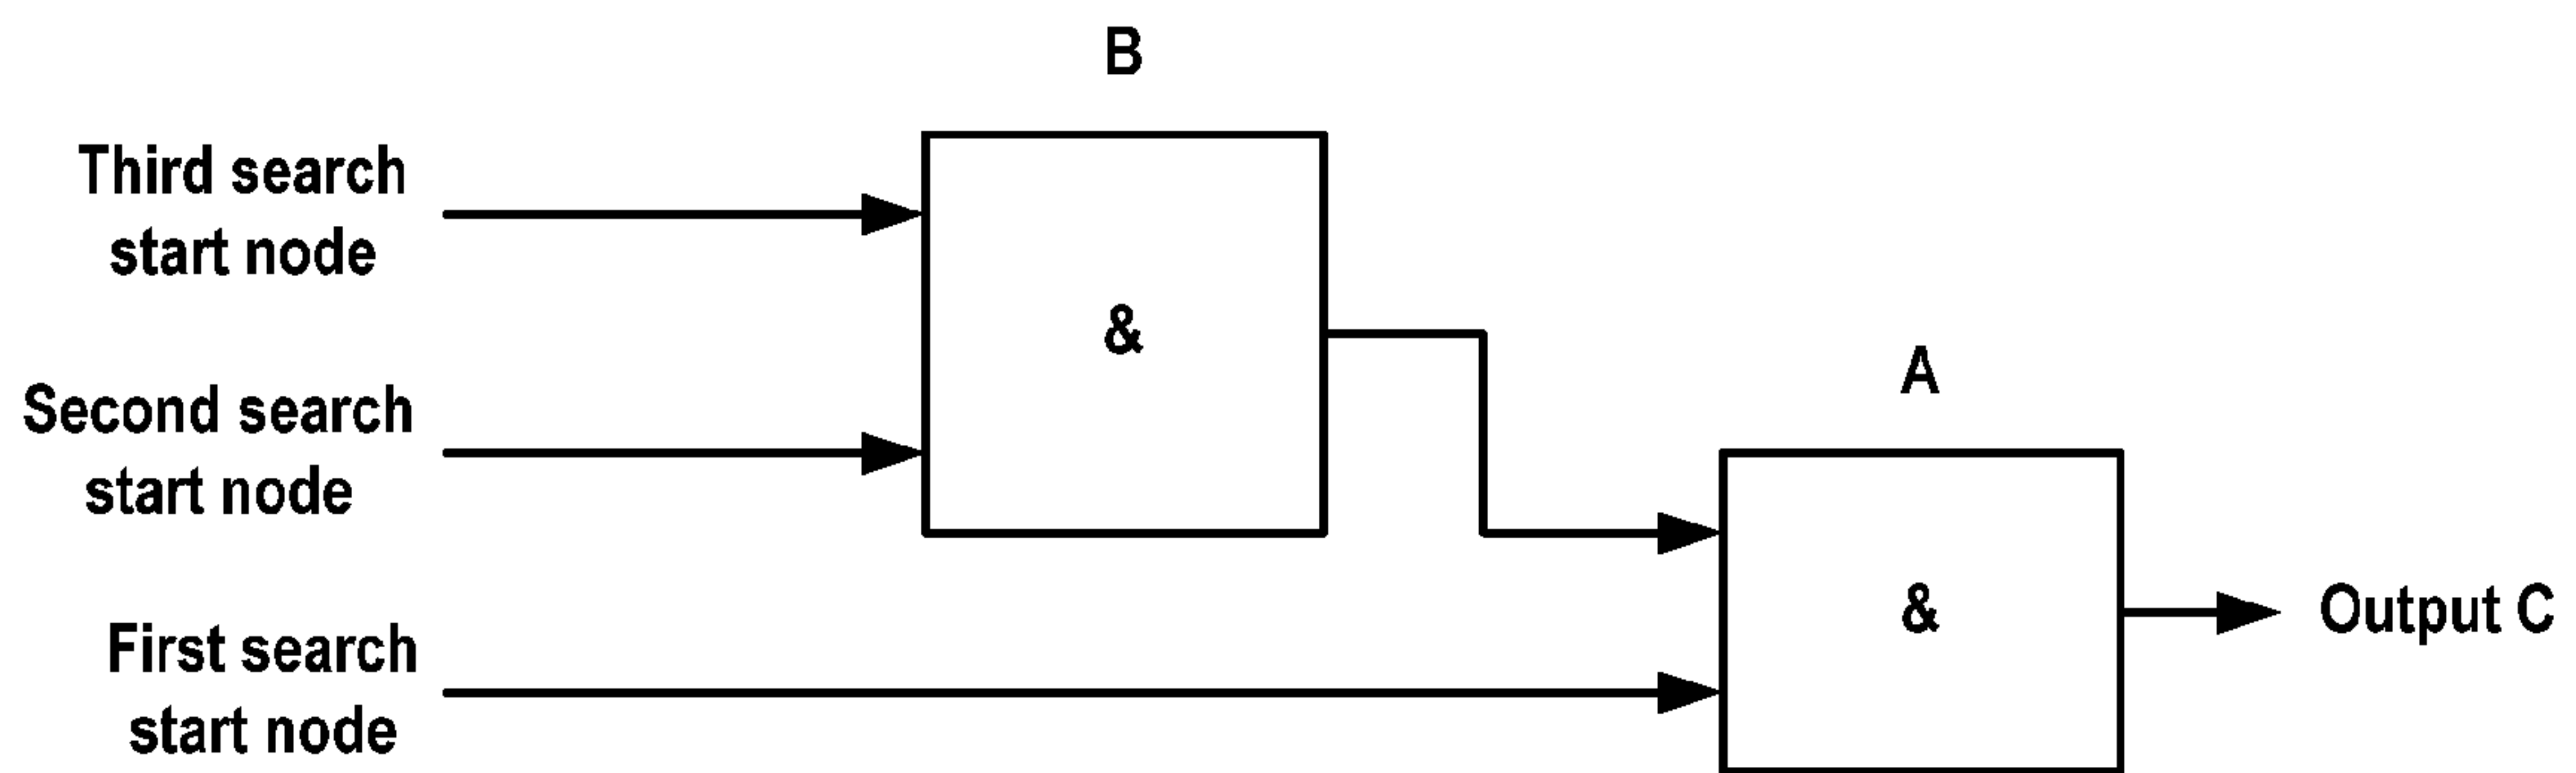 B
Third search
start node
&
Second search
start node
A
&
Output C
First search
start node